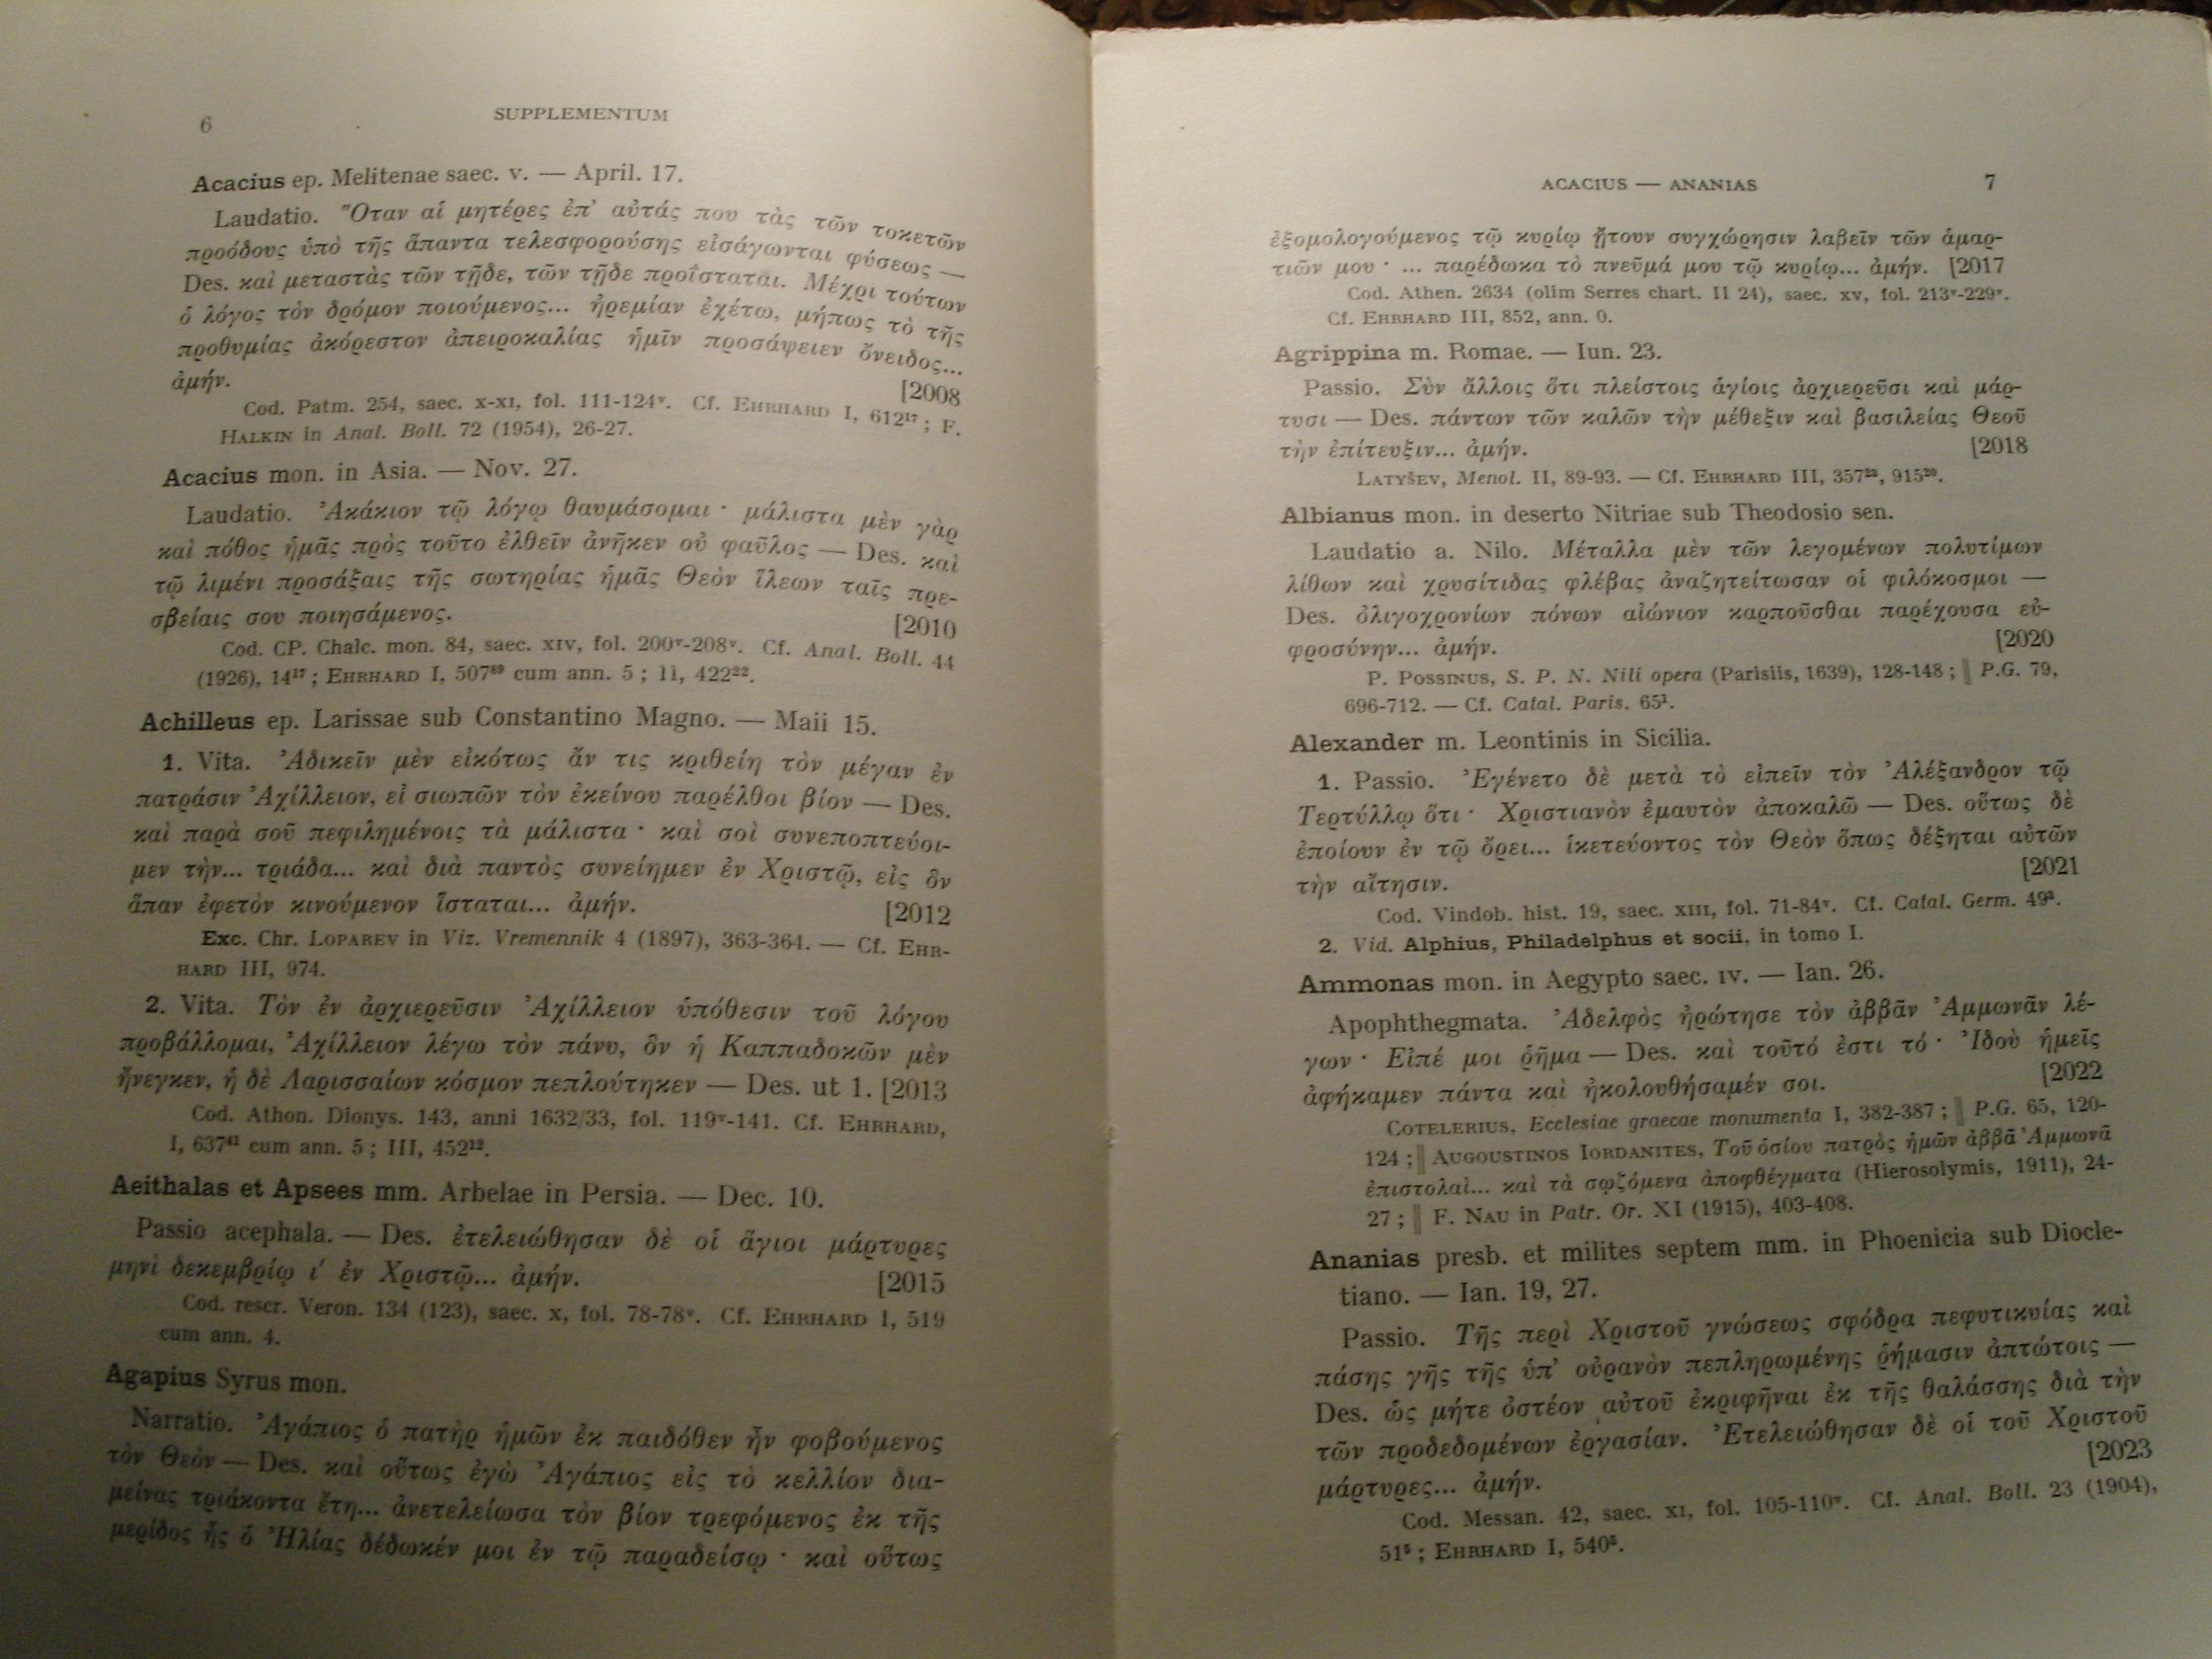 6
SUPPLEMENTUM
Acacius ep. Melitenae saec. v. — April. 17.
Laudatio. Ὅταν αἱ μητέρες ἐπ’ αὐτάς που τὰς τῶν τοκετῶν
προόδους ὑπὸ τῆς ἅπαντα τελεσφορούσης εἰσάγωνται φύσεως —
Des. καὶ μεταστὰς τῶν τῇδε, τῶν τῇδε προΐσταται. Μέχρι τούτων
ὁ λόγος τὸν δρόμον ποιούμενος... ἠρεμίαν ἐχέτω, μήπως τὸ τῆς
προθυμίας ἀκόρεστον ἀπειροκαλίας ἡμῖν προσάψειεν ὄνειδος...
ἀμήν. [2008
Cod. Patm. 254, saec. x-xi, fol. 111-124ᵛ. Cf. EHRHARD I, 612¹⁷ ; F.
HALKIN in Anal. Boll. 72 (1954), 26-27.
Acacius mon. in Asia. — Nov. 27.
Laudatio. Ἀκάκιον τῷ λόγῳ θαυμάσομαι · μάλιστα μὲν γὰρ
καὶ πόθος ἡμᾶς πρὸς τοῦτο ἐλθεῖν ἀνῆκεν οὐ φαῦλος — Des. καὶ
τῷ λιμένι προσάξαις τῆς σωτηρίας ἡμᾶς Θεὸν ἵλεων ταῖς πρε-
σβείαις σου ποιησάμενος. [2010
Cod. CP. Chalc. mon. 84, saec. xiv, fol. 200ᵛ-208ᵛ. Cf. Anal. Boll. 44
(1926), 14¹⁷ ; EHRHARD I, 507⁸⁹ cum ann. 5 ; II, 422²².
Achilleus ep. Larissae sub Constantino Magno. — Maii 15.
1. Vita. Ἀδικεῖν μὲν εἰκότως ἄν τις κριθείη τὸν μέγαν ἐν
πατράσιν Ἀχίλλειον, εἰ σιωπῶν τὸν ἐκείνου παρέλθοι βίον — Des.
καὶ παρὰ σοῦ πεφιλημένοις τὰ μάλιστα · καὶ σοὶ συνεποπτεύοι-
μεν τὴν... τριάδα... καὶ διὰ παντὸς συνείημεν ἐν Χριστῷ, εἰς ὃν
ἅπαν ἐφετὸν κινούμενον ἵσταται... ἀμήν. [2012
Exc. Chr. LOPAREV in Viz. Vremennik 4 (1897), 363-364. — Cf. EHR-
HARD III, 974.
2. Vita. Τὸν ἐν ἀρχιερεῦσιν Ἀχίλλειον ὑπόθεσιν τοῦ λόγου
προβάλλομαι, Ἀχίλλειον λέγω τὸν πάνυ, ὃν ἡ Καππαδοκῶν μὲν
ἤνεγκεν, ἡ δὲ Λαρισσαίων κόσμον πεπλούτηκεν — Des. ut 1. [2013
Cod. Athon. Dionys. 143, anni 1632/33, fol. 119ᵛ-141. Cf. EHRHARD,
I, 637⁴¹ cum ann. 5 ; III, 452¹².
Aeithalas et Apsees mm. Arbelae in Persia. — Dec. 10.
Passio acephala. — Des. ἐτελειώθησαν δὲ οἱ ἅγιοι μάρτυρες
μηνὶ δεκεμβρίῳ ι′ ἐν Χριστῷ... ἀμήν. [2015
Cod. rescr. Veron. 134 (123), saec. x, fol. 78-78ᵛ. Cf. EHRHARD I, 519
cum ann. 4.
Agapius Syrus mon.
Narratio. Ἀγάπιος ὁ πατὴρ ἡμῶν ἐκ παιδόθεν ἦν φοβούμενος
τὸν Θεὸν — Des. καὶ οὕτως ἐγὼ Ἀγάπιος εἰς τὸ κελλίον δια-
μείνας τριάκοντα ἔτη... ἀνετελείωσα τὸν βίον τρεφόμενος ἐκ τῆς
μερίδος ἧς ὁ Ἠλίας δέδωκέν μοι ἐν τῷ παραδείσῳ · καὶ οὕτως
ACACIUS — ANANIAS
7
ἐξομολογούμενος τῷ κυρίῳ ᾔτουν συγχώρησιν λαβεῖν τῶν ἁμαρ-
τιῶν μου · ... παρέδωκα τὸ πνεῦμά μου τῷ κυρίῳ... ἀμήν. [2017
Cod. Athen. 2634 (olim Serres chart. II 24), saec. xv, fol. 213ᵛ-229ᵛ.
Cf. EHRHARD III, 852, ann. 0.
Agrippina m. Romae. — Iun. 23.
Passio. Σὺν ἄλλοις ὅτι πλείστοις ἁγίοις ἀρχιερεῦσι καὶ μάρ-
τυσι — Des. πάντων τῶν καλῶν τὴν μέθεξιν καὶ βασιλείας Θεοῦ
τὴν ἐπίτευξιν... ἀμήν. [2018
LATYŠEV, Menol. II, 89-93. — Cf. EHRHARD III, 357²², 915²⁰.
Albianus mon. in deserto Nitriae sub Theodosio sen.
Laudatio a. Nilo. Μέταλλα μὲν τῶν λεγομένων πολυτίμων
λίθων καὶ χρυσίτιδας φλέβας ἀναζητείτωσαν οἱ φιλόκοσμοι —
Des. ὀλιγοχρονίων πόνων αἰώνιον καρποῦσθαι παρέχουσα εὐ-
φροσύνην... ἀμήν. [2020
P. POSSINUS, S. P. N. Nili opera (Parisiis, 1639), 128-148 ; ‖ P.G. 79,
696-712. — Cf. Catal. Paris. 65¹.
Alexander m. Leontinis in Sicilia.
1. Passio. Ἐγένετο δὲ μετὰ τὸ εἰπεῖν τὸν Ἀλέξανδρον τῷ
Τερτύλλῳ ὅτι · Χριστιανὸν ἐμαυτὸν ἀποκαλῶ — Des. οὕτως δὲ
ἐποίουν ἐν τῷ ὄρει... ἱκετεύοντος τὸν Θεὸν ὅπως δέξηται αὐτῶν
τὴν αἴτησιν. [2021
Cod. Vindob. hist. 19, saec. xiii, fol. 71-84ᵛ. Cf. Catal. Germ. 49³.
2. Vid. Alphius, Philadelphus et socii, in tomo I.
Ammonas mon. in Aegypto saec. iv. — Ian. 26.
Apophthegmata. Ἀδελφὸς ἠρώτησε τὸν ἀββᾶν Ἀμμωνᾶν λέ-
γων · Εἰπέ μοι ῥῆμα — Des. καὶ τοῦτό ἐστι τό · Ἰδοὺ ἡμεῖς
ἀφήκαμεν πάντα καὶ ἠκολουθήσαμέν σοι. [2022
COTELERIUS, Ecclesiae graecae monumenta I, 382-387 ; ‖ P.G. 65, 120-
124 ; ‖ AUGOUSTINOS IORDANITES, Τοῦ ὁσίου πατρὸς ἡμῶν ἀββᾶ Ἀμμωνᾶ
ἐπιστολαὶ... καὶ τὰ σῳζόμενα ἀποφθέγματα (Hierosolymis, 1911), 24-
27 ; ‖ F. NAU in Patr. Or. XI (1915), 403-408.
Ananias presb. et milites septem mm. in Phoenicia sub Diocle-
tiano. — Ian. 19, 27.
Passio. Τῆς περὶ Χριστοῦ γνώσεως σφόδρα πεφυτικυίας καὶ
πάσης γῆς τῆς ὑπ’ οὐρανὸν πεπληρωμένης ῥήμασιν ἀπτώτοις —
Des. ὡς μήτε ὀστέον αὐτοῦ ἐκριφῆναι ἐκ τῆς θαλάσσης διὰ τὴν
τῶν προδεδομένων ἐργασίαν. Ἐτελειώθησαν δὲ οἱ τοῦ Χριστοῦ
μάρτυρες... ἀμήν. [2023
Cod. Messan. 42, saec. xi, fol. 105-110ᵛ. Cf. Anal. Boll. 23 (1904),
51⁵ ; EHRHARD I, 540⁵.